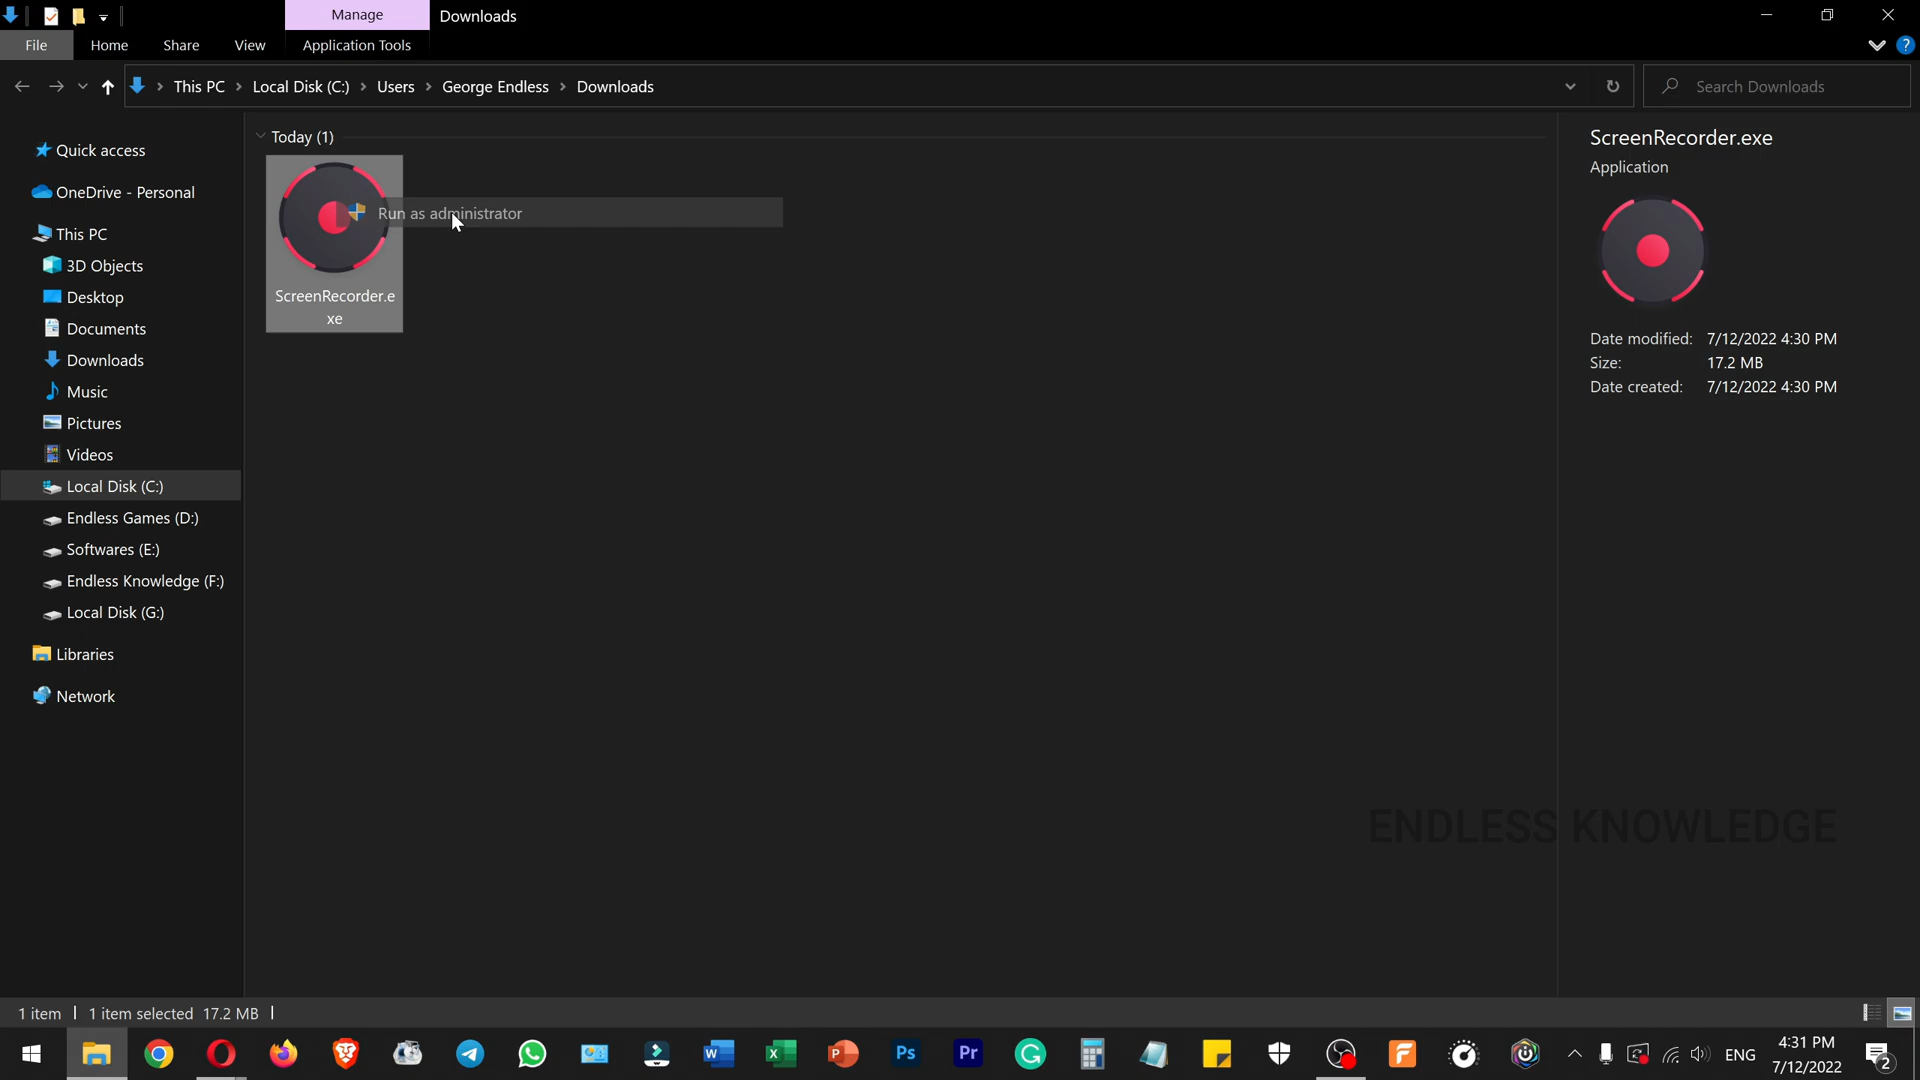 Manage
Downloads
File
Home
Share
View
Application Tools
This PC > Local Disk (C:) > Users > George Endless > Downloads
Search Downloads
Quick access
OneDrive - Personal
This PC
3D Objects
Desktop
Documents
Downloads
Music
Pictures
Videos
Local Disk (C:)
Endless Games (D:)
Softwares (E:)
Endless Knowledge (F:)
Local Disk (G:)
Libraries
Network
Today (1)
Run as administrator
ScreenRecorder.e
xe
ScreenRecorder.exe
Application
Date modified: 7/12/2022 4:30 PM
Size: 17.2 MB
Date created: 7/12/2022 4:30 PM
ENDLESS KNOWLEDGE
1 item
1 item selected 17.2 MB
W
X
P
Ps
Pr
ENG
4:31 PM
7/12/2022
2